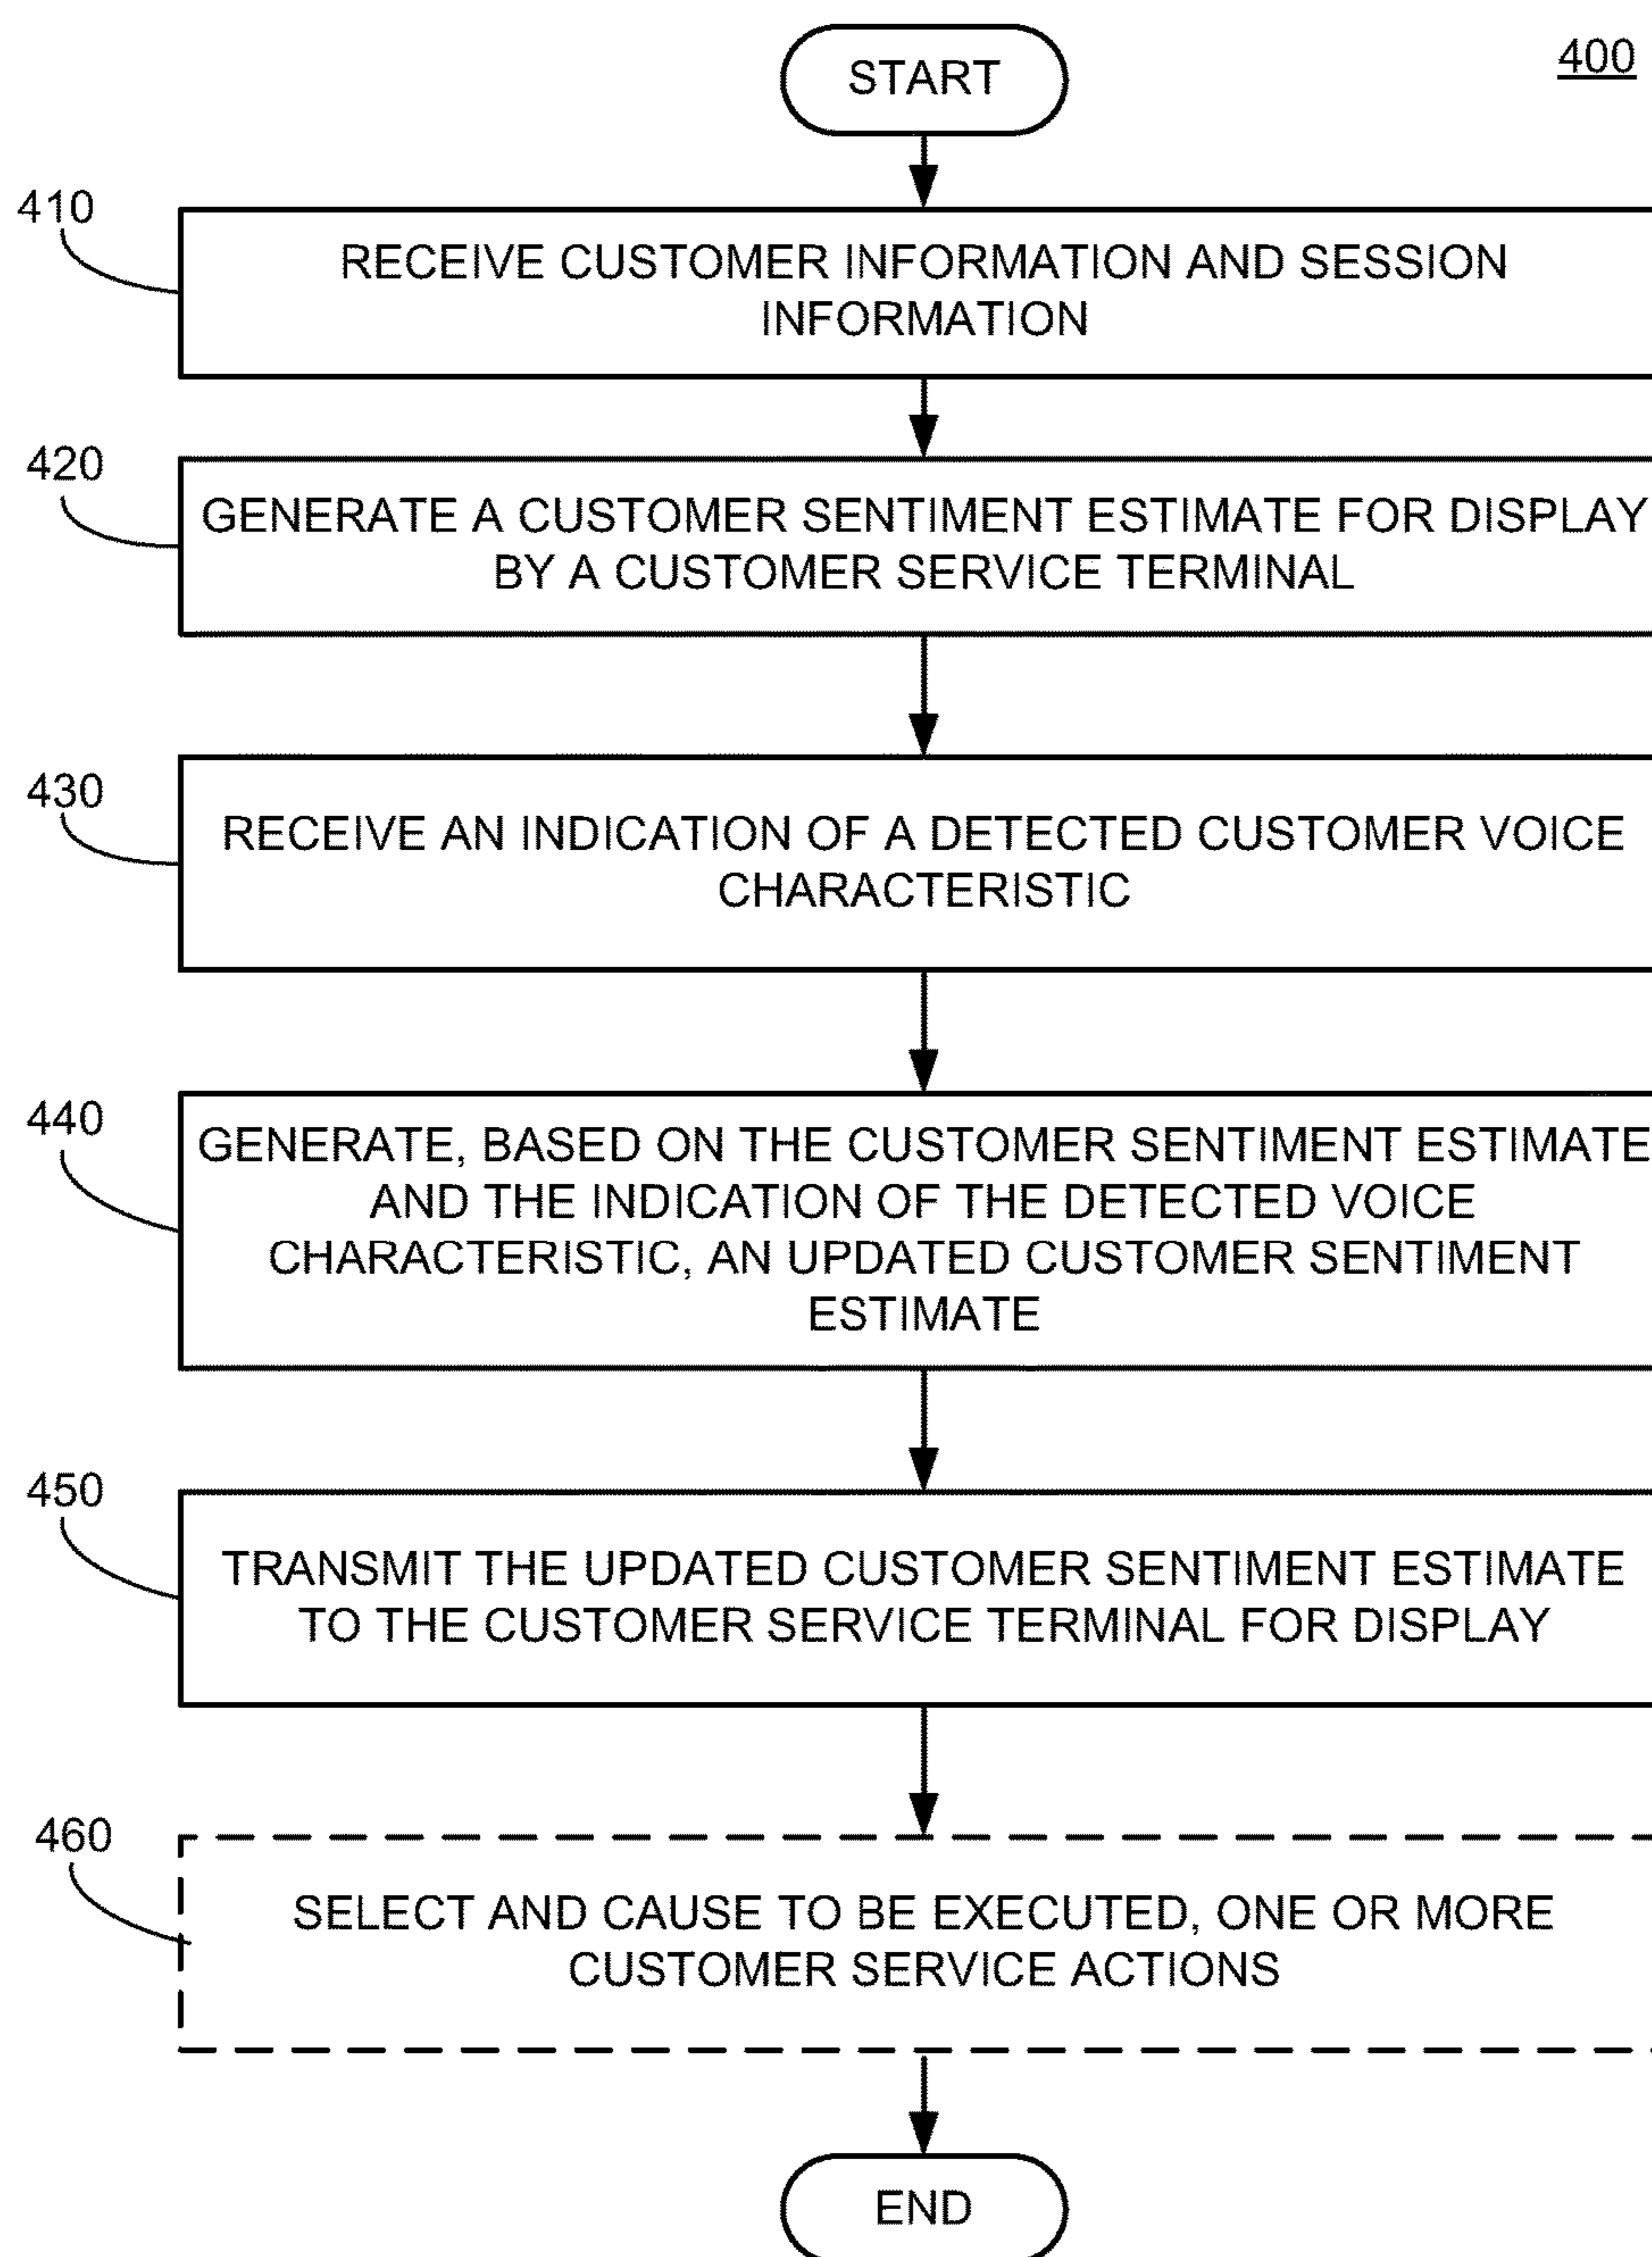 START
400
410
RECEIVE CUSTOMER INFORMATION AND SESSION
INFORMATION
420
GENERATE A CUSTOMER SENTIMENT ESTIMATE FOR DISPLAY
BY A CUSTOMER SERVICE TERMINAL
430
RECEIVE AN INDICATION OF A DETECTED CUSTOMER VOICE
CHARACTERISTIC
440
GENERATE, BASED ON THE CUSTOMER SENTIMENT ESTIMATE
AND THE INDICATION OF THE DETECTED VOICE
CHARACTERISTIC, AN UPDATED CUSTOMER SENTIMENT
ESTIMATE
450
TRANSMIT THE UPDATED CUSTOMER SENTIMENT ESTIMATE
TO THE CUSTOMER SERVICE TERMINAL FOR DISPLAY
460
SELECT AND CAUSE TO BE EXECUTED, ONE OR MORE
CUSTOMER SERVICE ACTIONS
END